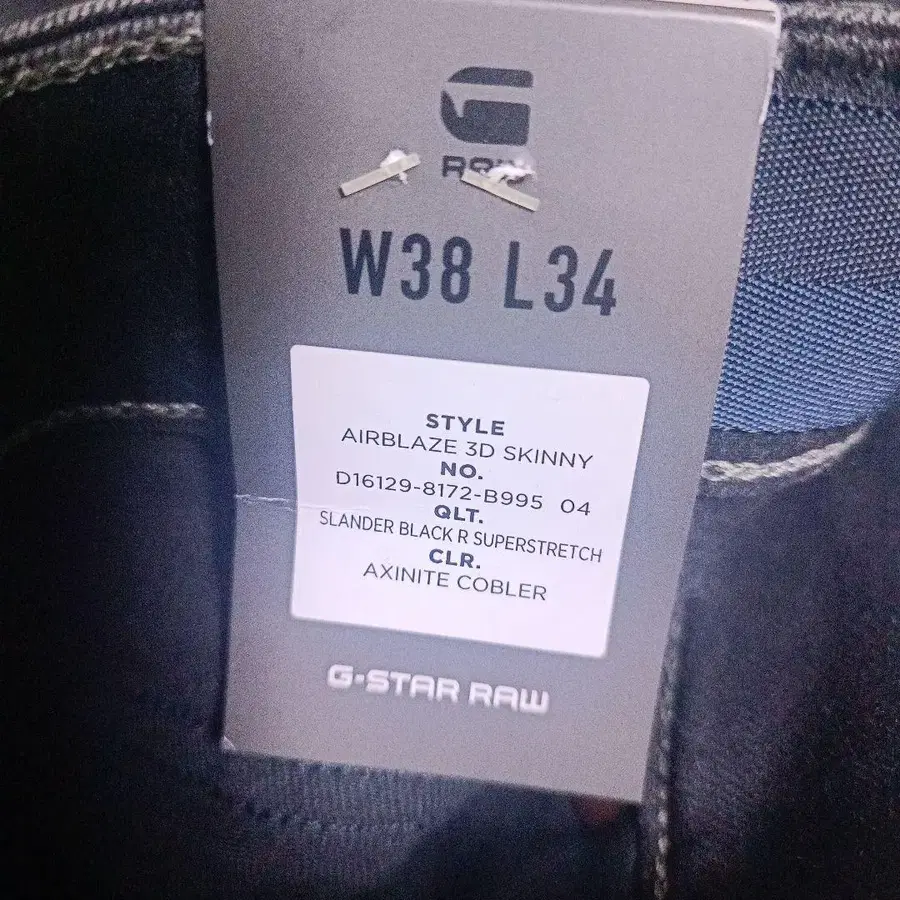 RAW
W38 L34
STYLE
AIRBLAZE 3D SKINNY
NO.
D16129-8172-B995 04
QLT.
SLANDER BLACK R SUPERSTRETCH
CLR.
AXINITE COBLER
G-STAR RAW